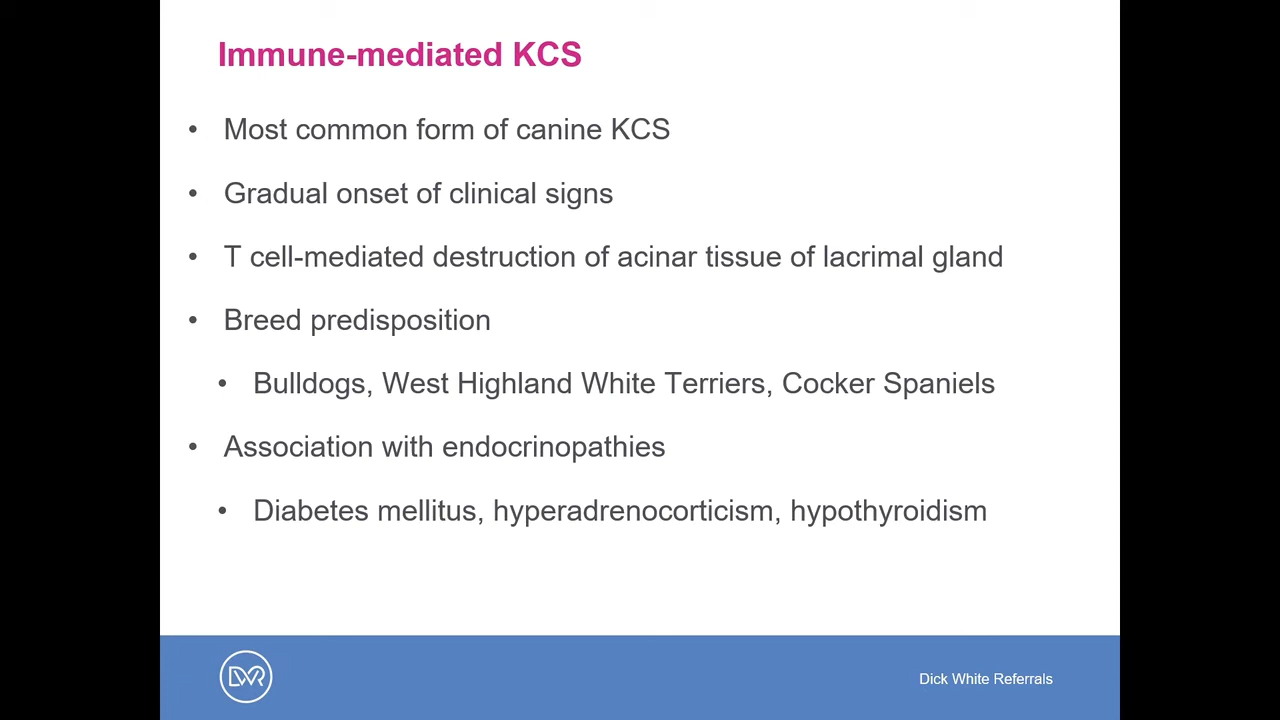 Immune-mediated KCS
• Most common form of canine KCS
• Gradual onset of clinical signs
• T cell-mediated destruction of acinar tissue of lacrimal gland
• Breed predisposition
• Bulldogs, West Highland White Terriers, Cocker Spaniels
• Association with endocrinopathies
• Diabetes mellitus, hyperadrenocorticism, hypothyroidism
DWR
Dick White Referrals